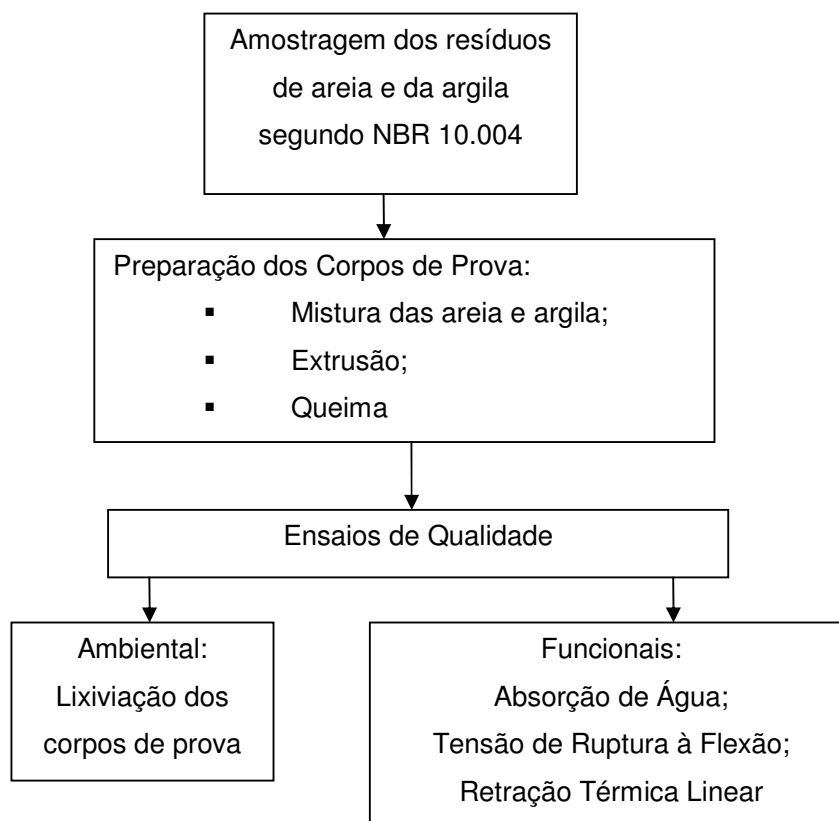 Amostragem dos resíduos
de areia e da argila
segundo NBR 10.004
Preparação dos Corpos de Prova:
▪ Mistura das areia e argila;
▪ Extrusão;
▪ Queima
Ensaios de Qualidade
Ambiental:
Lixiviação dos
corpos de prova
Funcionais:
Absorção de Água;
Tensão de Ruptura à Flexão;
Retração Térmica Linear